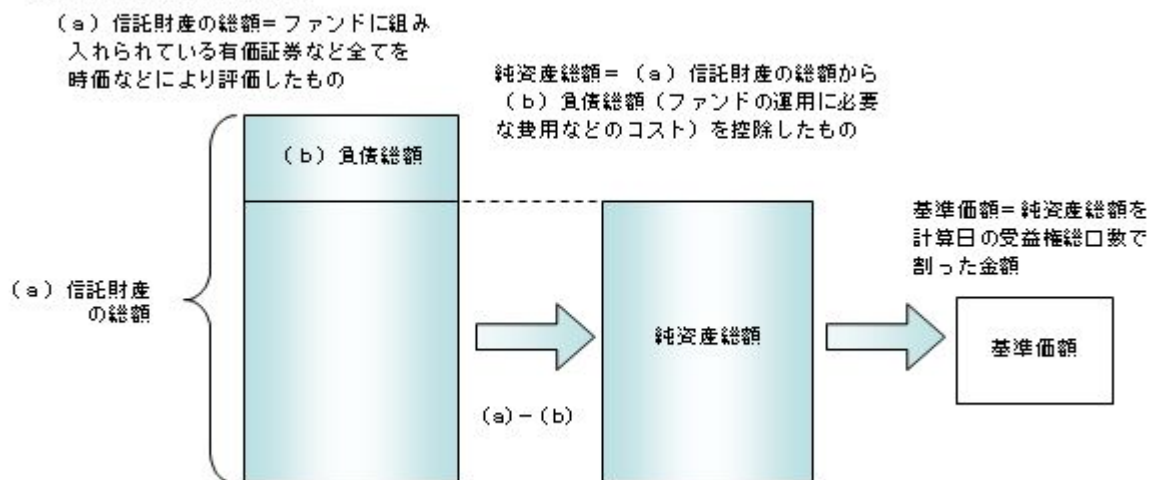 (a)信託財産の総額=ファンドに組み
入れられている有価証券など全てを
時価などにより評価したもの
純資産総額=(a)信託財産の総額から
(b)負債総額(ファンドの運用に必要
な費用などのコスト)を控除したもの
(b)負債総額
基準価額=純資産総額を
計算日の受益権総口数で
割った金額
(a)信託財産
の総額
純資産総額
基準価額
(a)-(b)